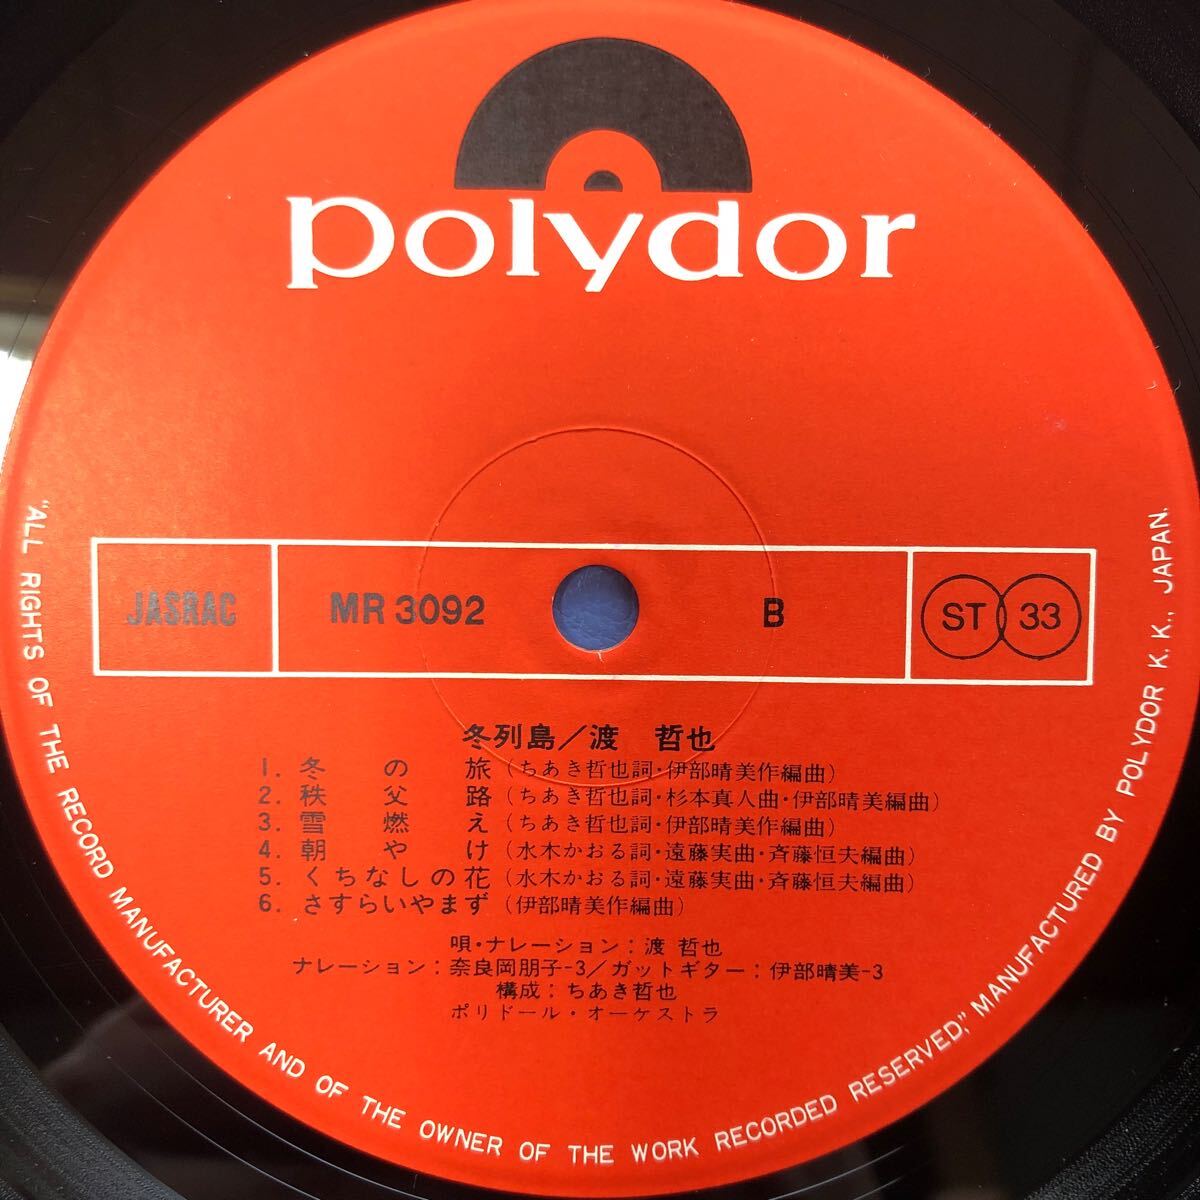 polydor
JASRAC MR 3092 B ST 33
冬列島／渡 哲也
1. 冬の旅（ちあき哲也詞・伊部晴美作編曲）
2. 秩父路（ちあき哲也詞・杉本真人曲・伊部晴美編曲）
3. 雪燃え（ちあき哲也詞・伊部晴美作編曲）
4. 朝やけ（水木かおる詞・遠藤実曲・斉藤恒夫編曲）
5. くちなしの花（水木かおる詞・遠藤実曲・斉藤恒夫編曲）
6. さすらいやまず（伊部晴美作編曲）
唄・ナレーション：渡 哲也
ナレーション：奈良岡朋子-3／ガットギター：伊部晴美-3
構成：ちあき哲也
ポリドール・オーケストラ
"ALL RIGHTS OF THE RECORD MANUFACTURER AND OF THE OWNER OF THE WORK RECORDED RESERVED," MANUFACTURED BY POLYDOR K. K., JAPAN.